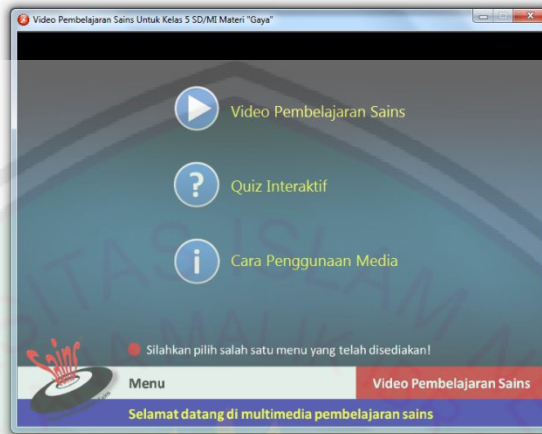 Video Pembelajaran Sains Untuk Kelas 5 SD/MI Materi "Gaya"
Video Pembelajaran Sains
Quiz Interaktif
Cara Penggunaan Media
Silahkan pilih salah satu menu yang telah disediakan!
Sains
Menu
Video Pembelajaran Sains
Selamat datang di multimedia pembelajaran sains